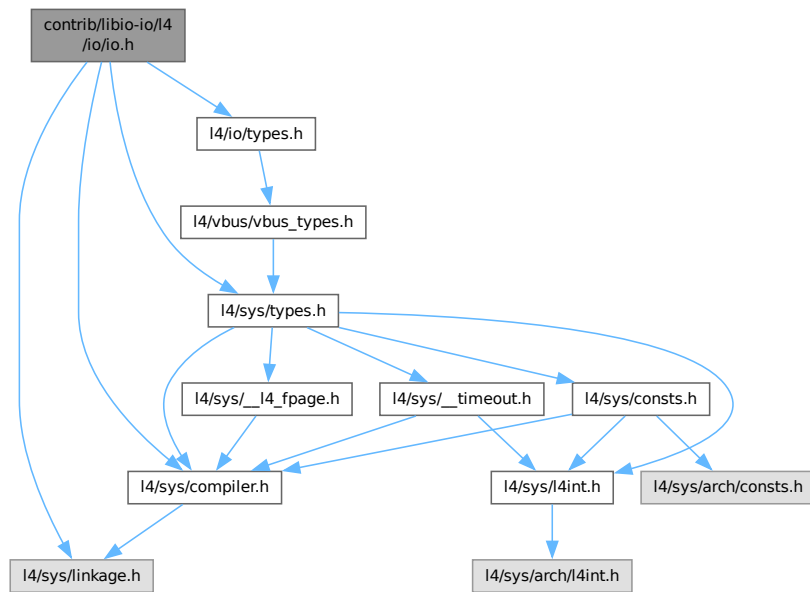 contrib/libio-io/l4
/io/io.h
l4/io/types.h
l4/vbus/vbus_types.h
l4/sys/types.h
l4/sys/__l4_fpage.h
l4/sys/__timeout.h
l4/sys/consts.h
l4/sys/compiler.h
l4/sys/l4int.h
l4/sys/arch/consts.h
l4/sys/linkage.h
l4/sys/arch/l4int.h